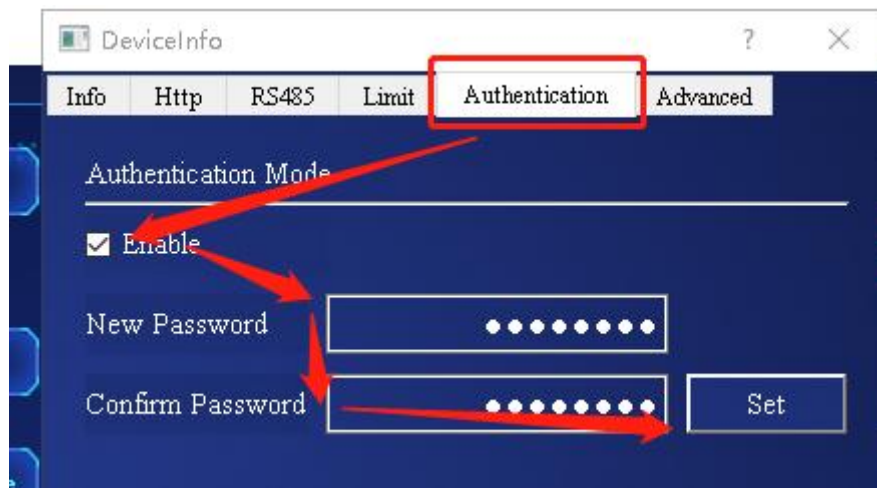 DeviceInfo
Info Http RS485 Limit Authentication Advanced
Authentication Mode
Enable
New Password
Confirm Password Set